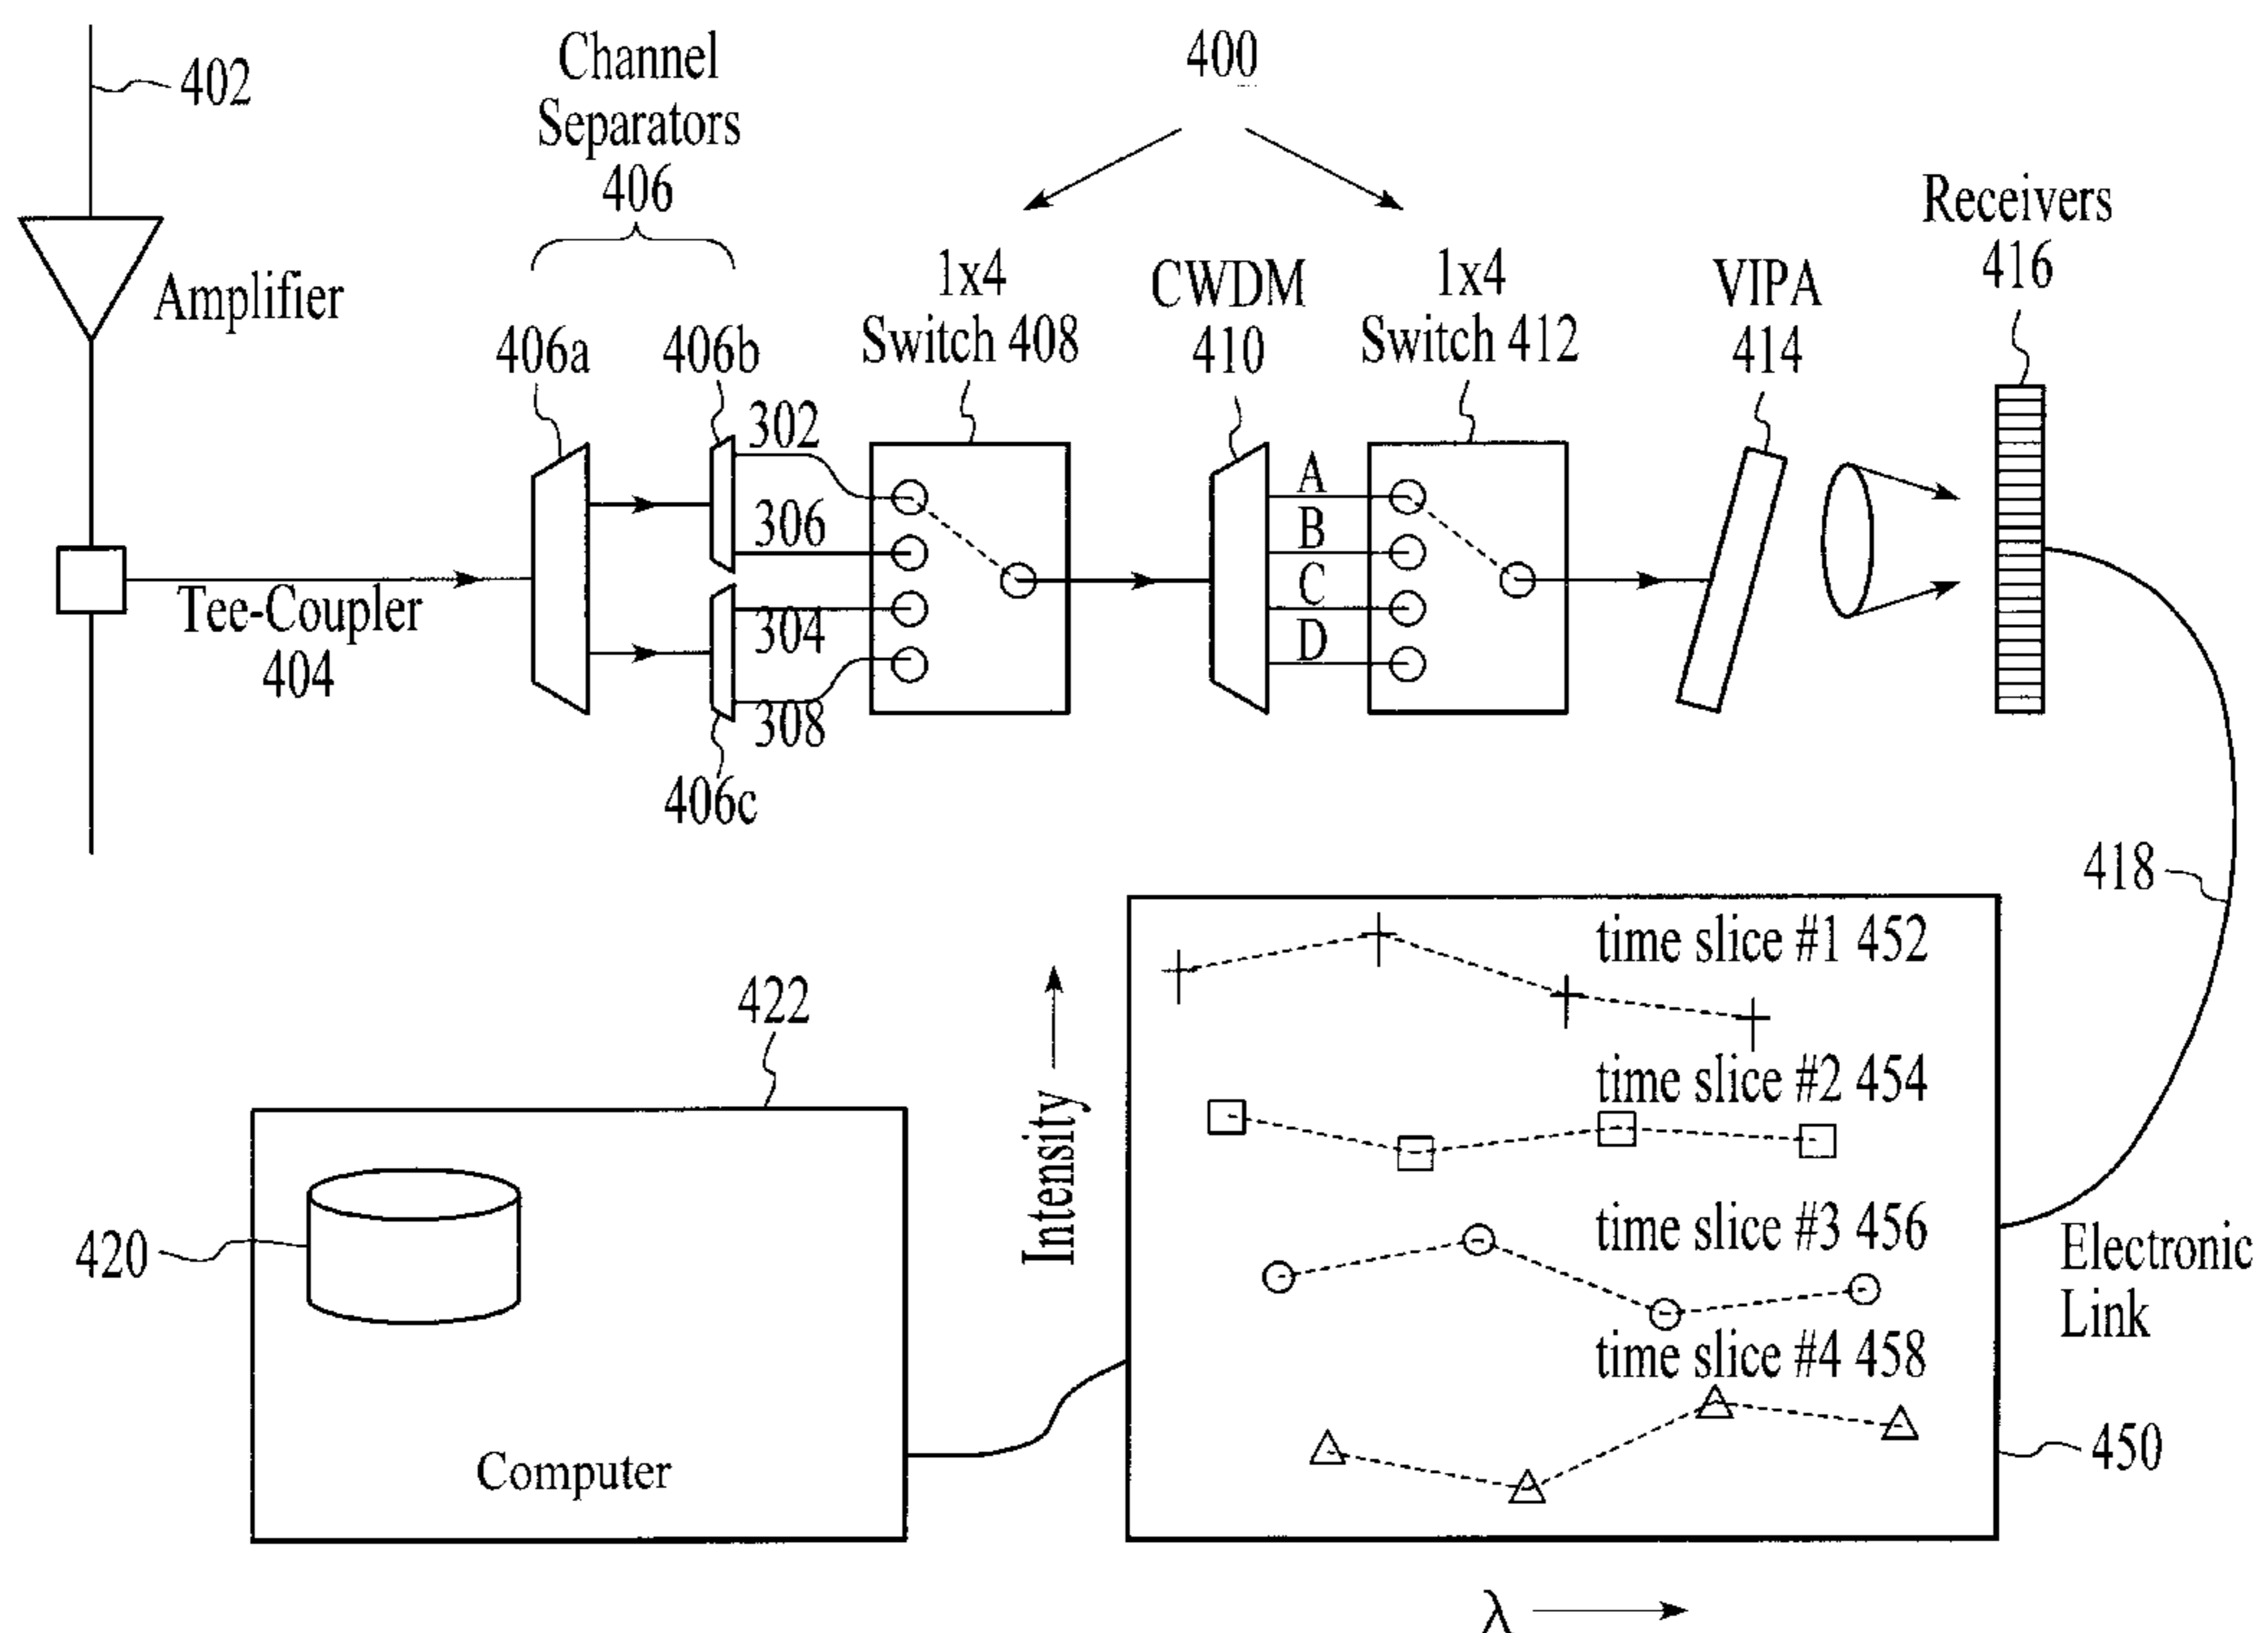 402
Channel
Separators
406
400
Amplifier
406a
406b
1x4
Switch 408
CWDM
410
1x4
Switch 412
VIPA
414
Receivers
416
302
306
304
308
406c
A
B
C
D
Tee-Coupler
404
418
time slice #1 452
time slice #2 454
time slice #3 456
time slice #4 458
Intensity
422
420
Computer
Electronic
Link
450
λ